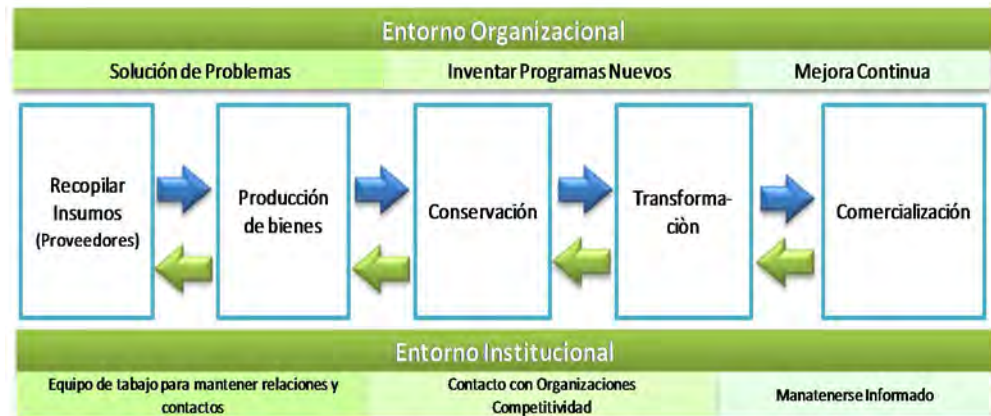 Entorno Organizacional
Solución de Problemas
Inventar Programas Nuevos
Mejora Continua
Recopilar
Insumos
(Proveedores)
Producción
de bienes
Conservación
Transforma-
ciòn
Comercialización
Entorno Institucional
Equipo de tabajo para mantener relaciones y
contactos
Contacto con Organizaciones
Competitividad
Manatenerse Informado